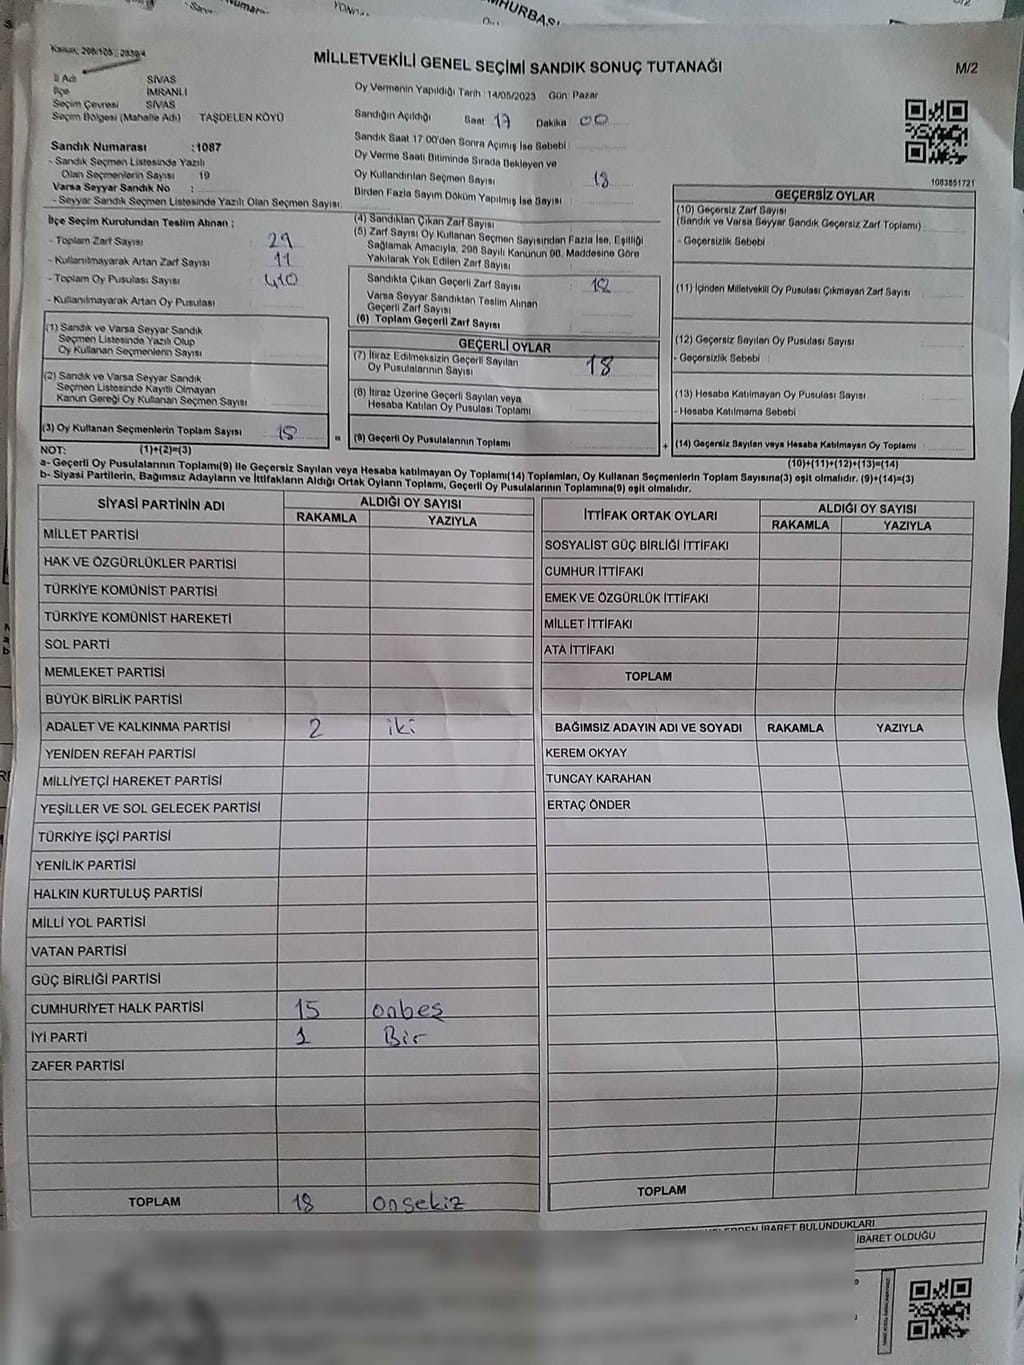 MHURBAŞ
Kanun; 298/105 , 2839/4
MİLLETVEKİLİ GENEL SEÇİMİ SANDIK SONUÇ TUTANAĞI
M/2
İl Adı SİVAS
İlçe İMRANLI
Seçim Çevresi SİVAS
Seçim Bölgesi (Mahalle Adı) TAŞDELEN KÖYÜ
Sandık Numarası :1087
- Sandık Seçmen Listesinde Yazılı
Olan Seçmenlerin Sayısı 19
Varsa Seyyar Sandık No :
- Seyyar Sandık Seçmen Listesinde Yazılı Olan Seçmen Sayısı:
Oy Vermenin Yapıldığı Tarih :14/05/2023 Gün: Pazar
Sandığın Açıldığı Saat 17 Dakika 00
Sandık Saat 17:00'den Sonra Açımış İse Sebebi
Oy Verme Saati Bitiminde Sırada Bekleyen ve
Oy Kullandırılan Seçmen Sayısı 18
Birden Fazla Sayım Döküm Yapılmış İse Sayısı
1083851721
İlçe Seçim Kurulundan Teslim Alınan ;
- Toplam Zarf Sayısı 29
- Kullanılmayarak Artan Zarf Sayısı 11
- Toplam Oy Pusulası Sayısı 410
- Kullanılmayarak Artan Oy Pusulası
(1) Sandık ve Varsa Seyyar Sandık
Seçmen Listesinde Yazılı Olup
Oy Kullanan Seçmenlerin Sayısı
(2) Sandık ve Varsa Seyyar Sandık
Seçmen Listesinde Kayıtlı Olmayan
Kanun Gereği Oy Kullanan Seçmen Sayısı
(3) Oy Kullanan Seçmenlerin Toplam Sayısı 18
(4) Sandıktan Çıkan Zarf Sayısı
(5) Zarf Sayısı Oy Kullanan Seçmen Sayısından Fazla İse, Eşitliği
Sağlamak Amacıyla; 298 Sayılı Kanunun 98. Maddesine Göre
Yakılarak Yok Edilen Zarf Sayısı
Sandıkta Çıkan Geçerli Zarf Sayısı 18
Varsa Seyyar Sandıktan Teslim Alınan
Geçerli Zarf Sayısı
(6) Toplam Geçerli Zarf Sayısı
GEÇERLİ OYLAR
(7) İtiraz Edilmeksizin Geçerli Sayılan
Oy Pusulalarının Sayısı 18
(8) İtiraz Üzerine Geçerli Sayılan veya
Hesaba Katılan Oy Pusulası Toplamı
= (9) Geçerli Oy Pusulalarının Toplamı
GEÇERSİZ OYLAR
(10) Geçersiz Zarf Sayısı
(Sandık ve Varsa Seyyar Sandık Geçersiz Zarf Toplamı)
- Geçersizlik Sebebi
(11) İçinden Milletvekili Oy Pusulası Çıkmayan Zarf Sayısı
(12) Geçersiz Sayılan Oy Pusulası Sayısı
- Geçersizlik Sebebi
(13) Hesaba Katılmayan Oy Pusulası Sayısı
- Hesaba Katılmama Sebebi
+ (14) Geçersiz Sayılan veya Hesaba Katılmayan Oy Toplamı
NOT: (1)+(2)=(3)
(10)+(11)+(12)+(13)=(14)
a- Geçerli Oy Pusulalarının Toplamı(9) ile Geçersiz Sayılan veya Hesaba katılmayan Oy Toplamı(14) Toplamları, Oy Kullanan Seçmenlerin Toplam Sayısına(3) eşit olmalıdır. (9)+(14)=(3)
b- Siyasi Partilerin, Bağımsız Adayların ve İttifakların Aldığı Ortak Oyların Toplamı, Geçerli Oy Pusulalarının Toplamına(9) eşit olmalıdır.
SİYASİ PARTİNİN ADI ALDIĞI OY SAYISI
RAKAMLA YAZIYLA
MİLLET PARTİSİ
HAK VE ÖZGÜRLÜKLER PARTİSİ
TÜRKİYE KOMÜNİST PARTİSİ
TÜRKİYE KOMÜNİST HAREKETİ
SOL PARTİ
MEMLEKET PARTİSİ
BÜYÜK BİRLİK PARTİSİ
ADALET VE KALKINMA PARTİSİ 2 iki
YENİDEN REFAH PARTİSİ
MİLLİYETÇİ HAREKET PARTİSİ
YEŞİLLER VE SOL GELECEK PARTİSİ
TÜRKİYE İŞÇİ PARTİSİ
YENİLİK PARTİSİ
HALKIN KURTULUŞ PARTİSİ
MİLLİ YOL PARTİSİ
VATAN PARTİSİ
GÜÇ BİRLİĞİ PARTİSİ
CUMHURİYET HALK PARTİSİ 15 onbeş
İYİ PARTİ 1 Bir
ZAFER PARTİSİ
TOPLAM 18 onsekiz
İTTİFAK ORTAK OYLARI ALDIĞI OY SAYISI
RAKAMLA YAZIYLA
SOSYALİST GÜÇ BİRLİĞİ İTTİFAKI
CUMHUR İTTİFAKI
EMEK VE ÖZGÜRLÜK İTTİFAKI
MİLLET İTTİFAKI
ATA İTTİFAKI
TOPLAM
BAĞIMSIZ ADAYIN ADI VE SOYADI RAKAMLA YAZIYLA
KEREM OKYAY
TUNCAY KARAHAN
ERTAÇ ÖNDER
TOPLAM
İBARET BULUNDUKLARI
İBARET OLDUĞU